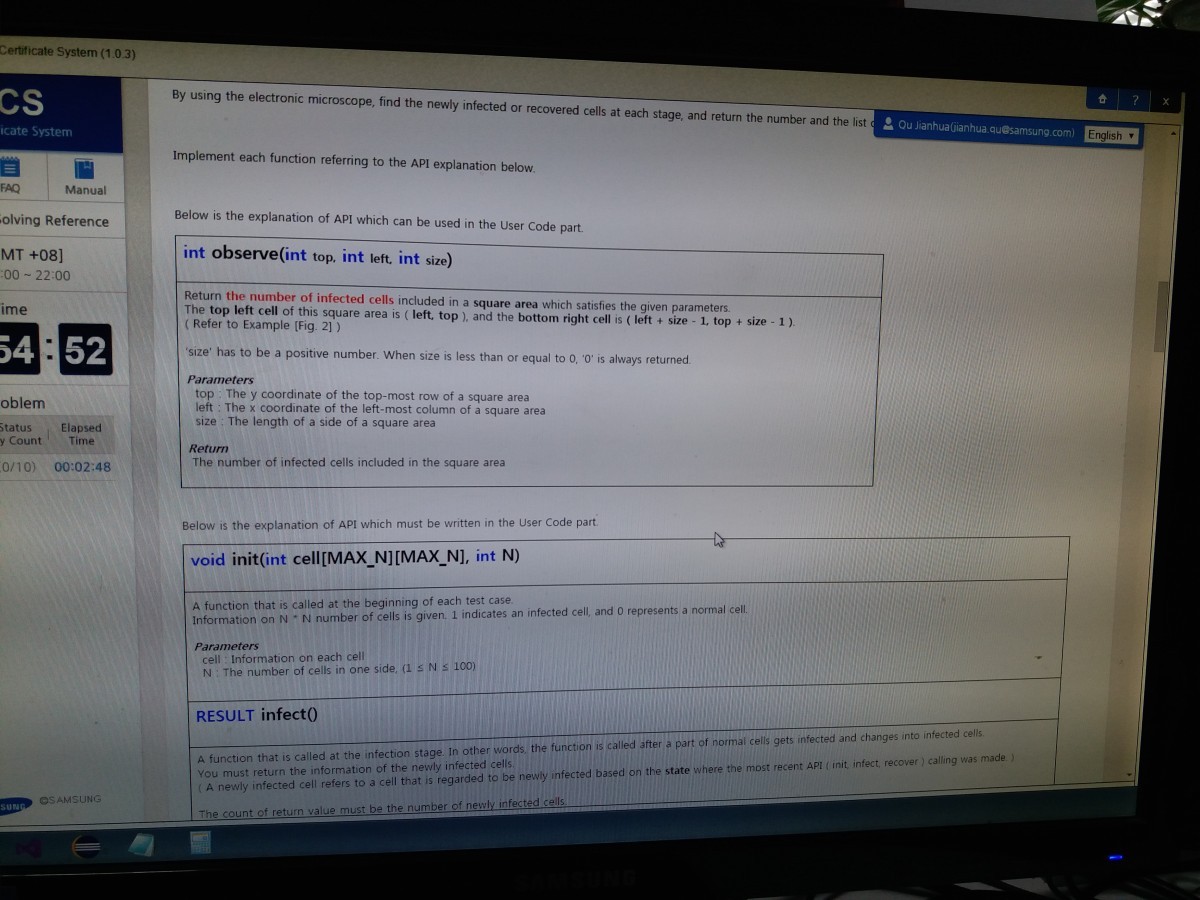 Certificate System (1.0.3)
CS
icate System
FAQ
Manual
olving Reference
MT +08]
:00 ~ 22:00
ime
54:52
oblem
Status
y Count
Elapsed
Time
0/10)
00:02:48
SUNG
©SAMSUNG
?
x
Qu Jianhua(jianhua.qu@samsung.com)
English
By using the electronic microscope, find the newly infected or recovered cells at each stage, and return the number and the list
Implement each function referring to the API explanation below.
Below is the explanation of API which can be used in the User Code part.
int observe(int top, int left, int size)
Return the number of infected cells included in a square area which satisfies the given parameters.
The top left cell of this square area is ( left, top ), and the bottom right cell is ( left + size - 1, top + size - 1 ).
( Refer to Example [Fig. 2] )
'size' has to be a positive number. When size is less than or equal to 0, '0' is always returned.
Parameters
top : The y coordinate of the top-most row of a square area
left : The x coordinate of the left-most column of a square area
size : The length of a side of a square area
Return
The number of infected cells included in the square area
Below is the explanation of API which must be written in the User Code part.
void init(int cell[MAX_N][MAX_N], int N)
A function that is called at the beginning of each test case.
Information on N * N number of cells is given. 1 indicates an infected cell, and 0 represents a normal cell.
Parameters
cell : Information on each cell
N : The number of cells in one side, (1 ≤ N ≤ 100)
RESULT infect()
A function that is called at the infection stage. In other words, the function is called after a part of normal cells gets infected and changes into infected cells.
You must return the information of the newly infected cells.
( A newly infected cell refers to a cell that is regarded to be newly infected based on the state where the most recent API ( init, infect, recover ) calling was made. )
The count of return value must be the number of newly infected cells.
SAMSUNG